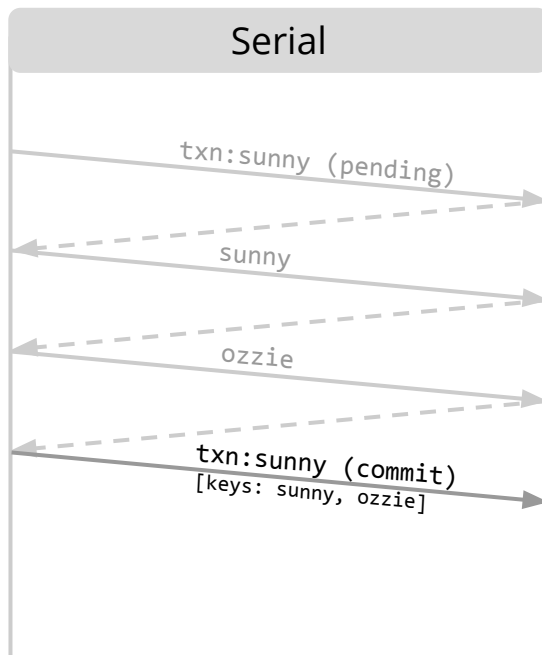 Serial
txn:sunny (pending)
sunny
ozzie
txn:sunny (commit)
[keys: sunny, ozzie]